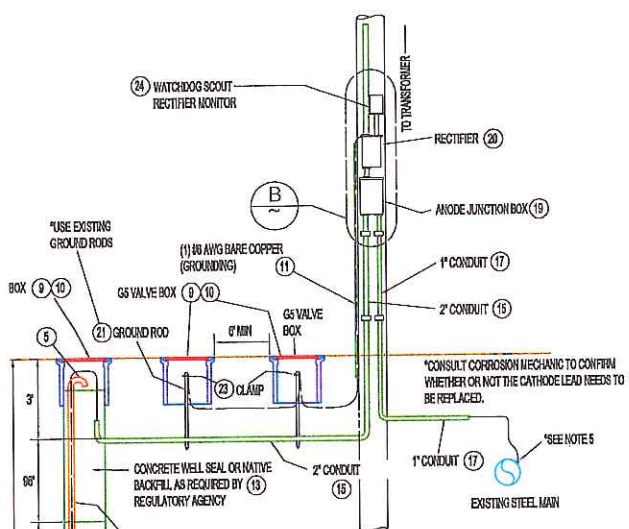 24 WATCHDOG SCOUT
RECTIFIER MONITOR
TO TRANSFORMER
RECTIFIER 20
B
~
ANODE JUNCTION BOX 19
*USE EXISTING
GROUND RODS
(1) #8 AWG BARE COPPER
(GROUNDING)
11
1" CONDUIT 17
BOX 9 10
G5 VALVE BOX
9 10
2" CONDUIT
15
5
21 GROUND ROD
6' MIN
G5 VALVE
BOX
23 CLAMP
*CONSULT CORROSION MECHANIC TO CONFIRM
WHETHER OR NOT THE CATHODE LEAD NEEDS TO
BE REPLACED.
3'
CONCRETE WELL SEAL OR NATIVE
BACKFILL AS REQUIRED BY 13
REGULATORY AGENCY
2" CONDUIT
15
1" CONDUIT 17
*SEE NOTE 5
EXISTING STEEL MAIN